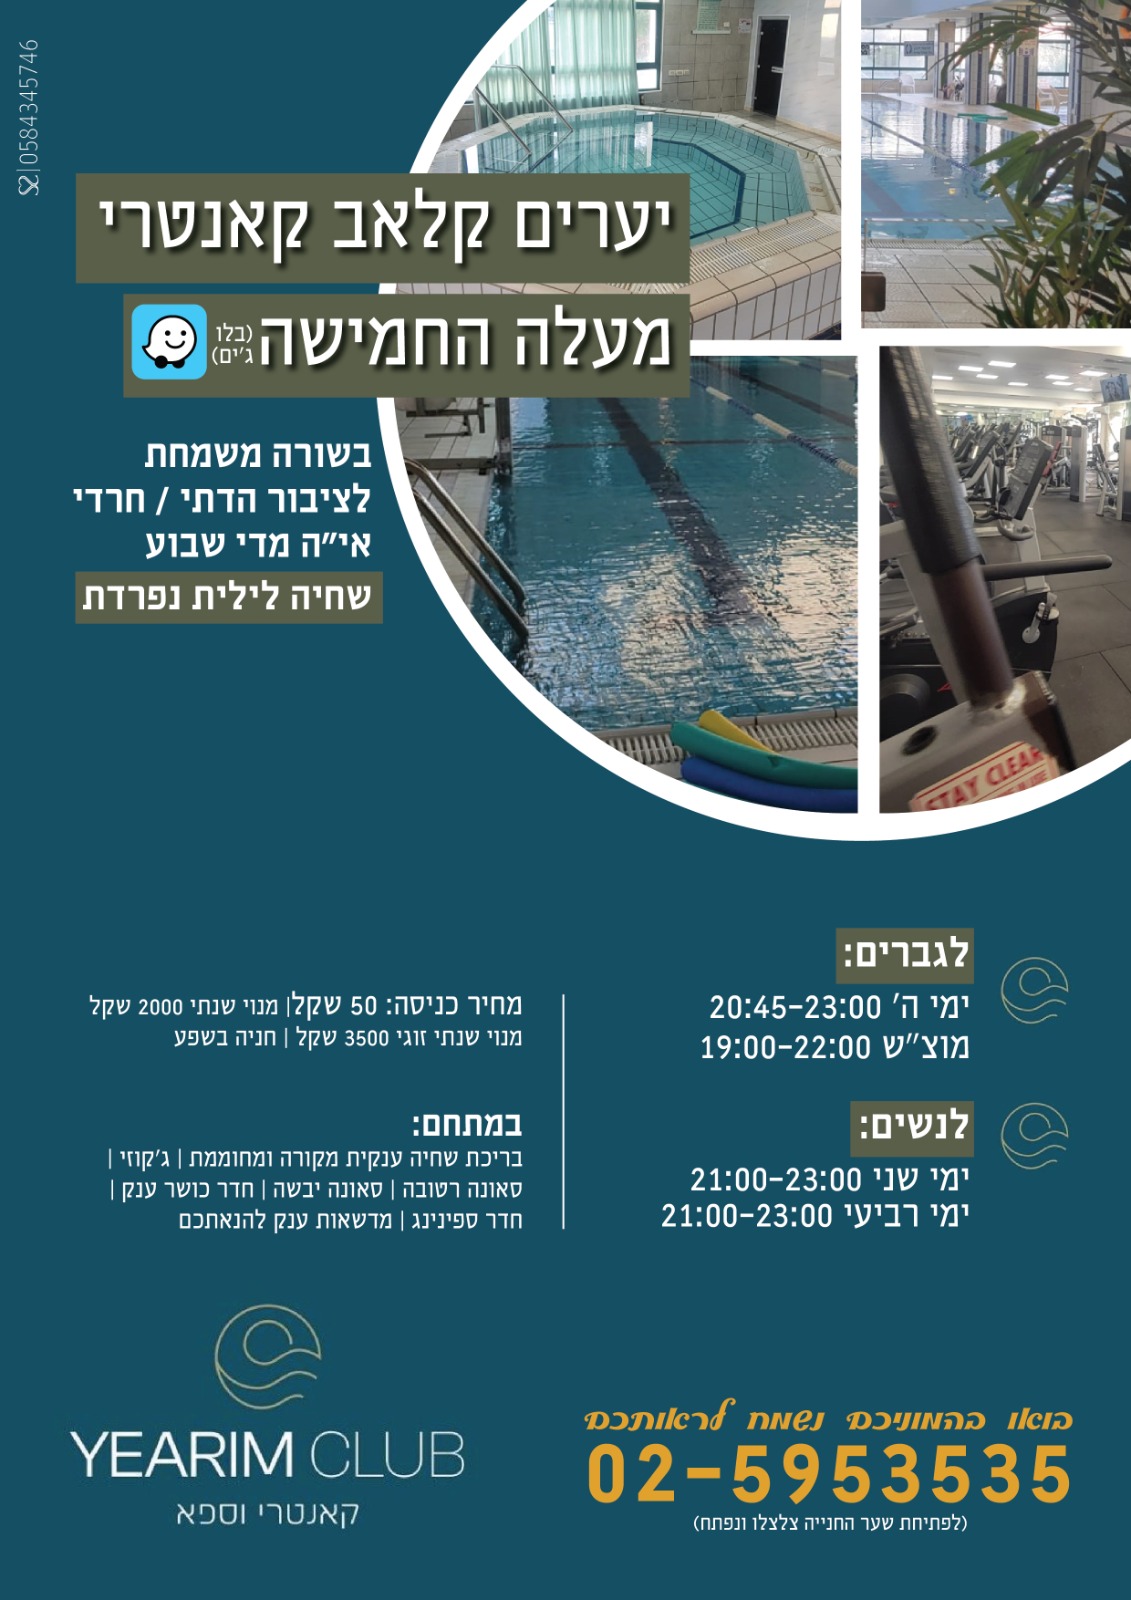 52|0584345746
יערים קלאב קאנטרי
מעלה החמישה (בלו ג'ים)
בשורה משמחת
לציבור הדתי / חרדי
אי"ה מדי שבוע
שחיה לילית נפרדת
STAY CLEAR
לגברים:
ימי ה' 20:45-23:00
מוצ"ש 19:00-22:00
לנשים:
ימי שני 21:00-23:00
ימי רביעי 21:00-23:00
מחיר כניסה: 50 שקל| מנוי שנתי 2000 שקל
מנוי שנתי זוגי 3500 שקל | חניה בשפע
במתחם:
בריכת שחיה ענקית מקורה ומחוממת | ג'קוזי |
סאונה רטובה | סאונה יבשה | חדר כושר ענק |
חדר ספינינג | מדשאות ענק להנאתכם
YEARIM CLUB
קאנטרי וספא
בואו בהמוניכם נשמח לראותכם
02-5953535
(לפתיחת שער החנייה צלצלו ונפתח)